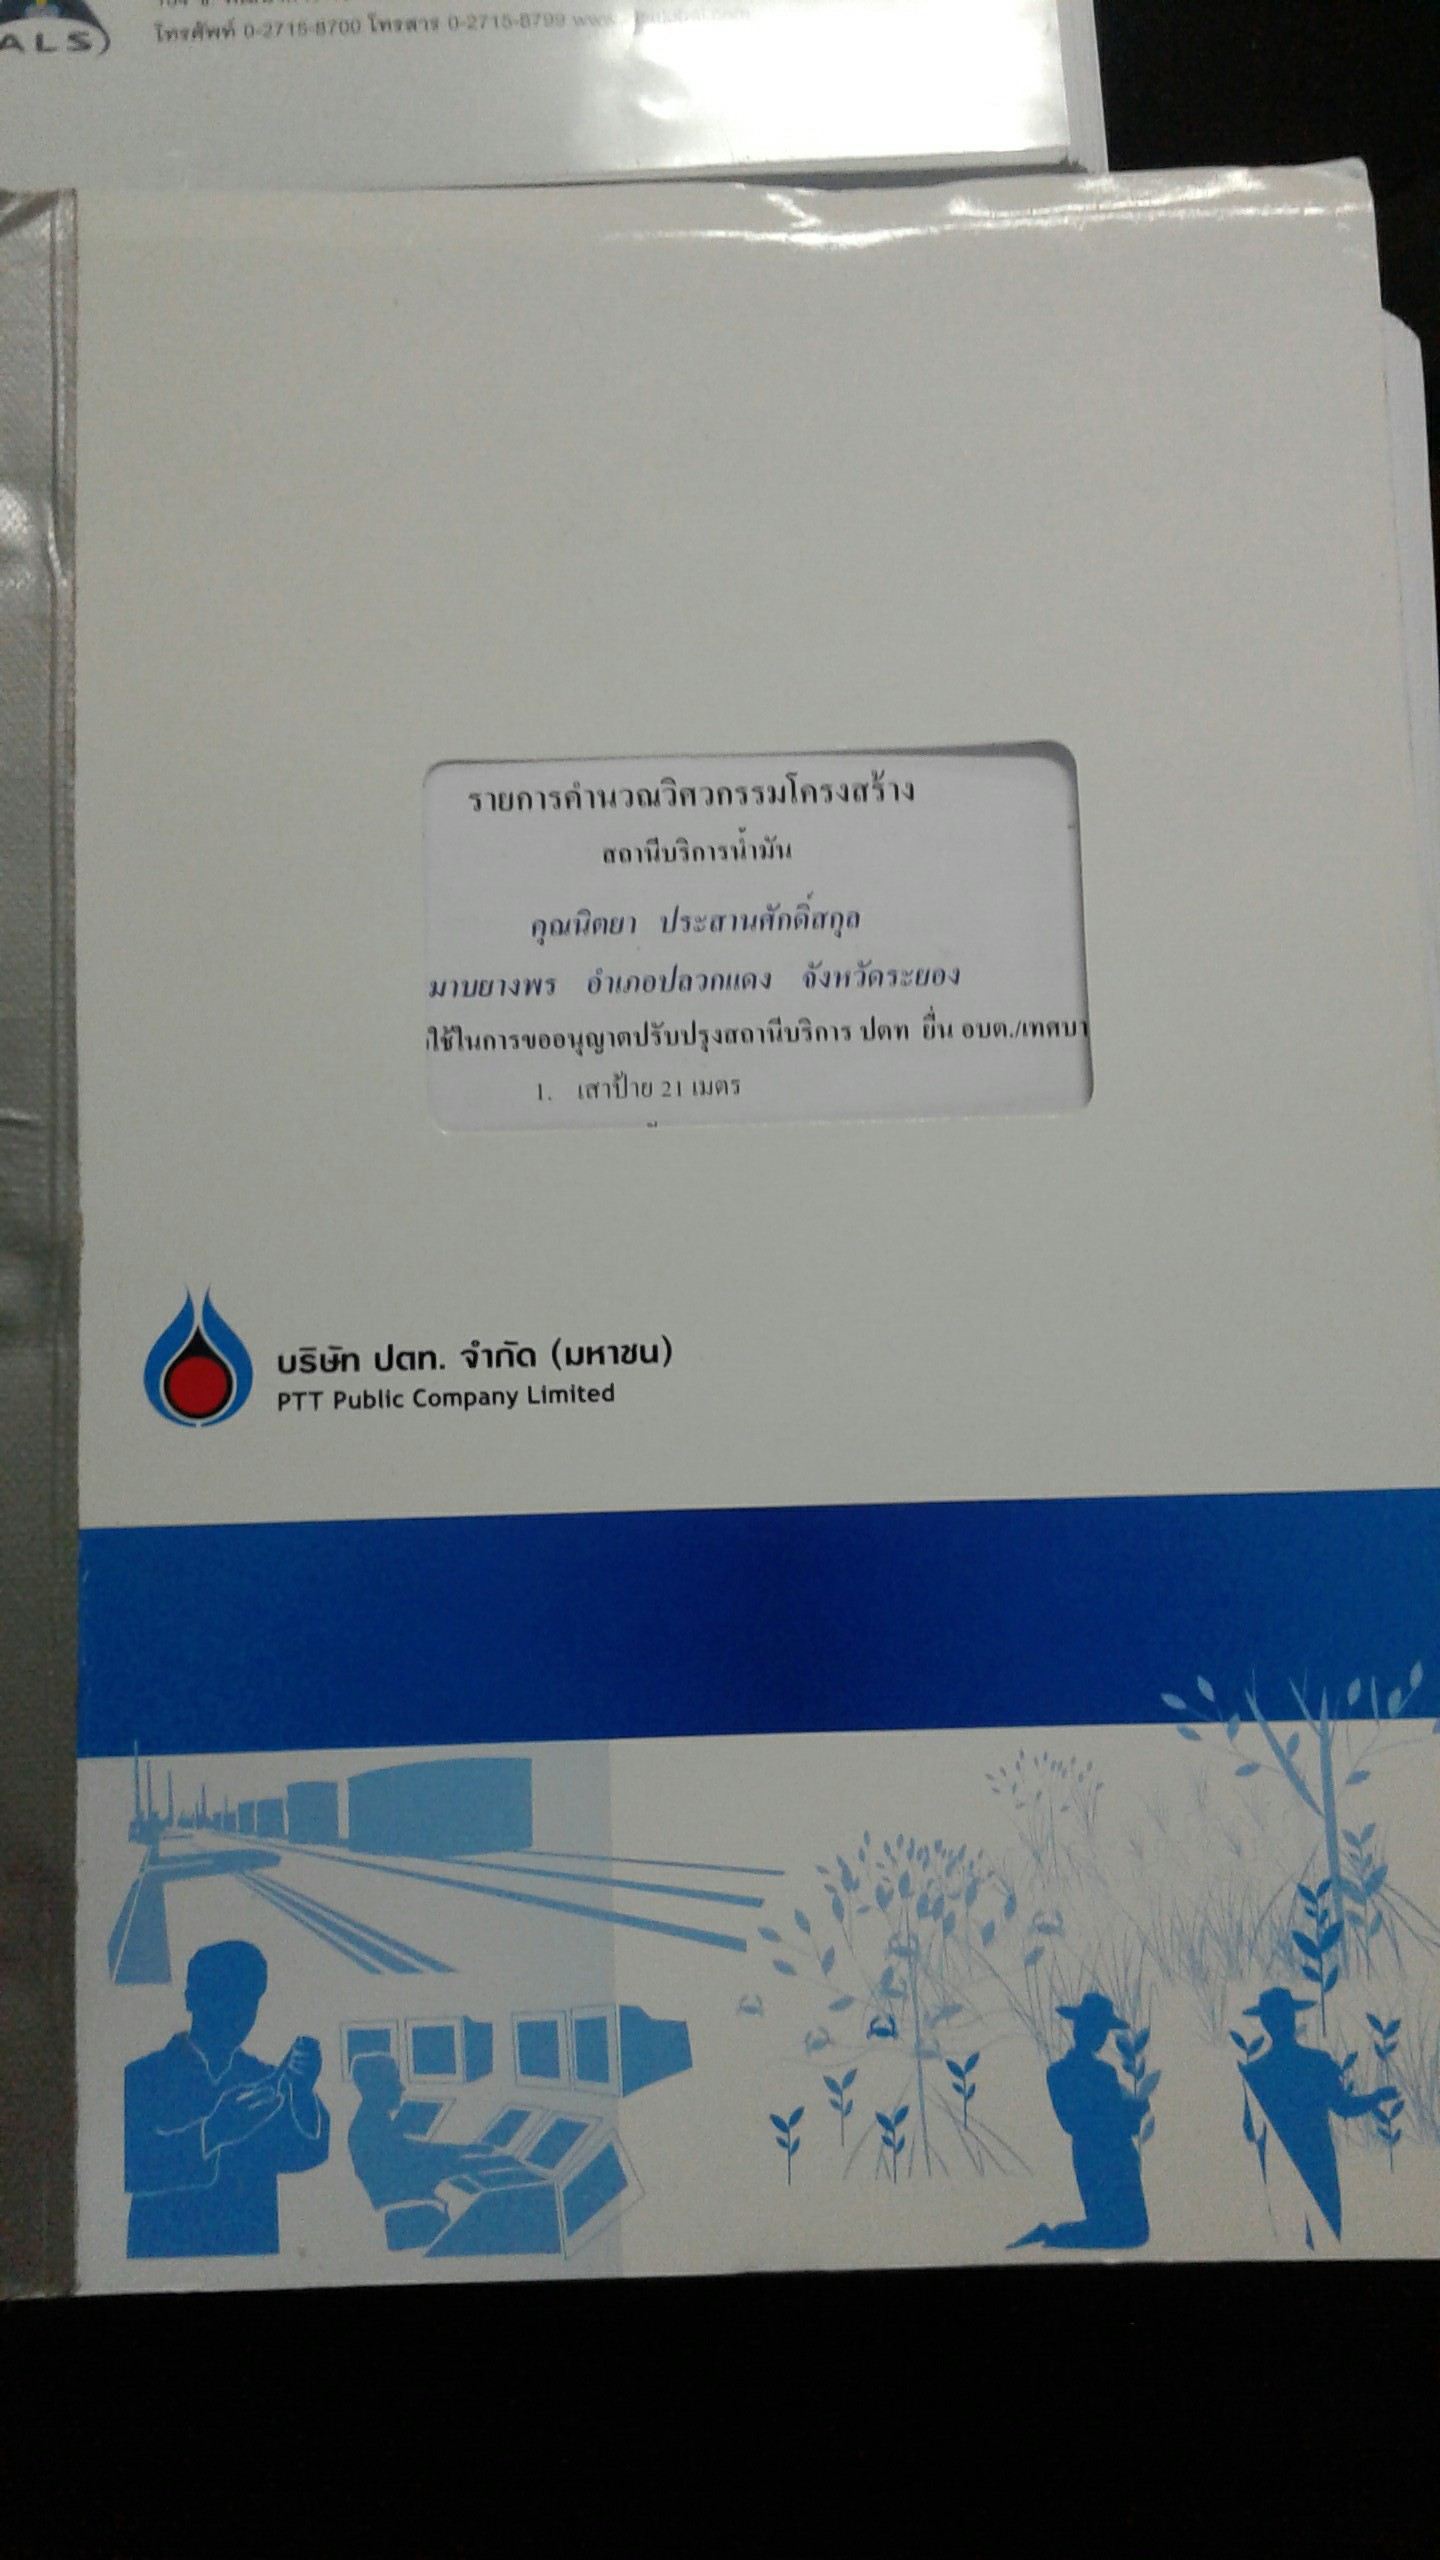 ALS)
โทรศัพท์ 0-2715-8700 โทรสาร 0-2715-8799 www.
รายการคำนวณวิศวกรรมโครงสร้าง
สถานีบริการน้ำมัน
คุณนิตยา ประสานศักดิ์สกุล
มาบยางพร อำเภอปลวกแดง จังหวัดระยอง
ใช้ในการขออนุญาตปรับปรุงสถานีบริการ ปตท ยื่น อบต./เทศบา
1. เสาป้าย 21 เมตร
บริษัท ปตท. จำกัด (มหาชน)
PTT Public Company Limited